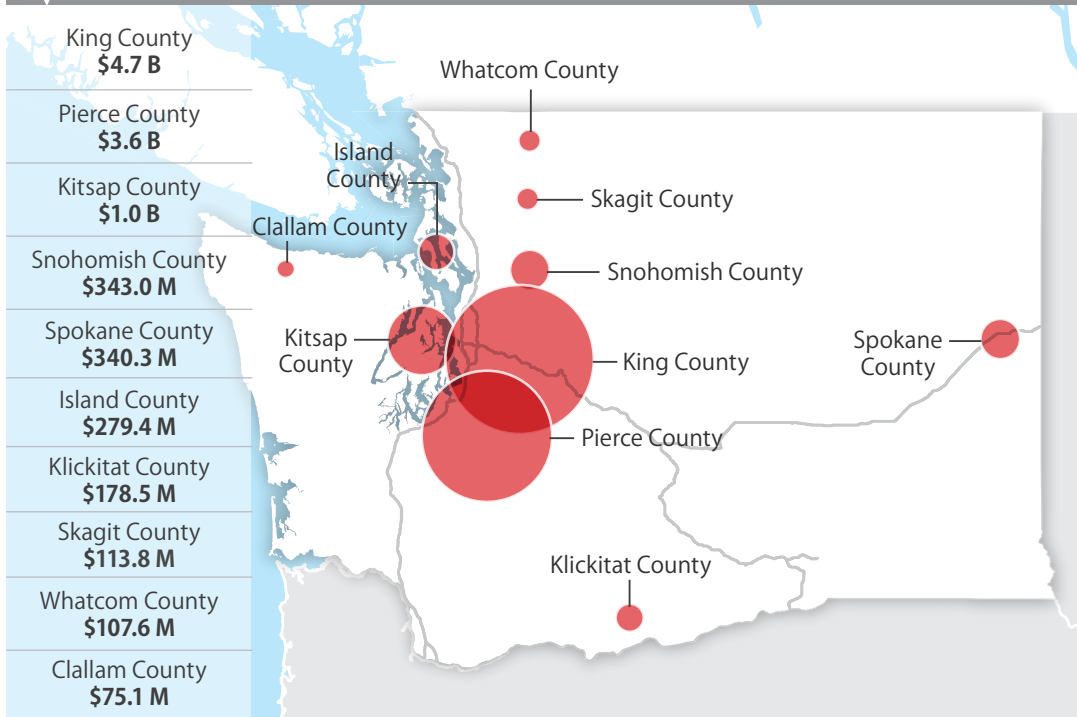 King County
$4.7 B
Pierce County
$3.6 B
Kitsap County
$1.0 B
Snohomish County
$343.0 M
Spokane County
$340.3 M
Island County
$279.4 M
Klickitat County
$178.5 M
Skagit County
$113.8 M
Whatcom County
$107.6 M
Clallam County
$75.1 M
Whatcom County
Island
County
Skagit County
Clallam County
Snohomish County
Kitsap
County
King County
Spokane
County
Pierce County
Klickitat County